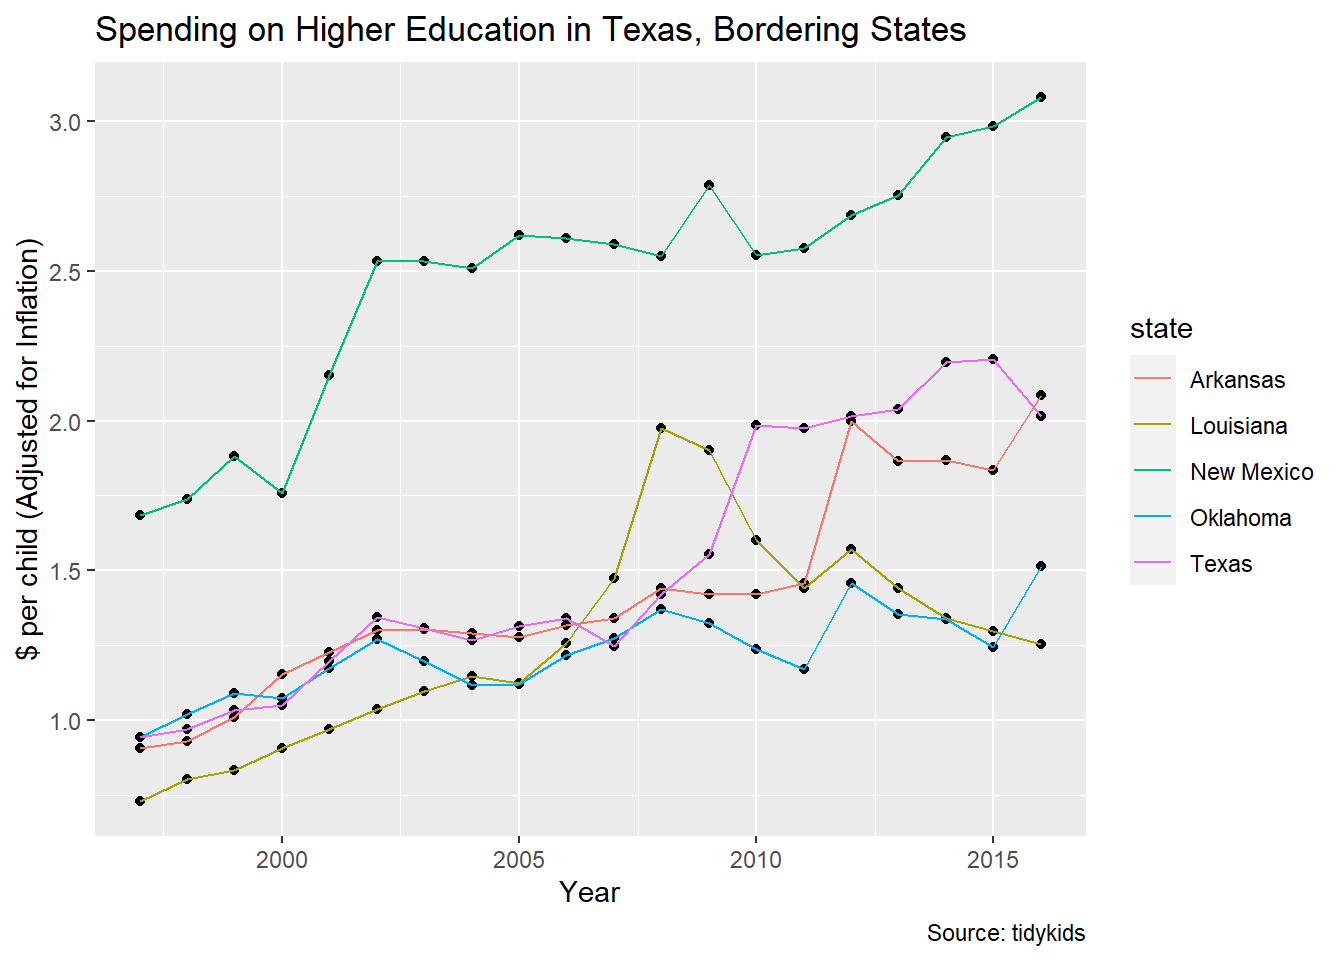 Spending on Higher Education in Texas, Bordering States
$ per child (Adjusted for Inflation)
3.0
2.5
2.0
1.5
1.0
2000 2005 2010 2015
Year
state
Arkansas
Louisiana
New Mexico
Oklahoma
Texas
Source: tidykids